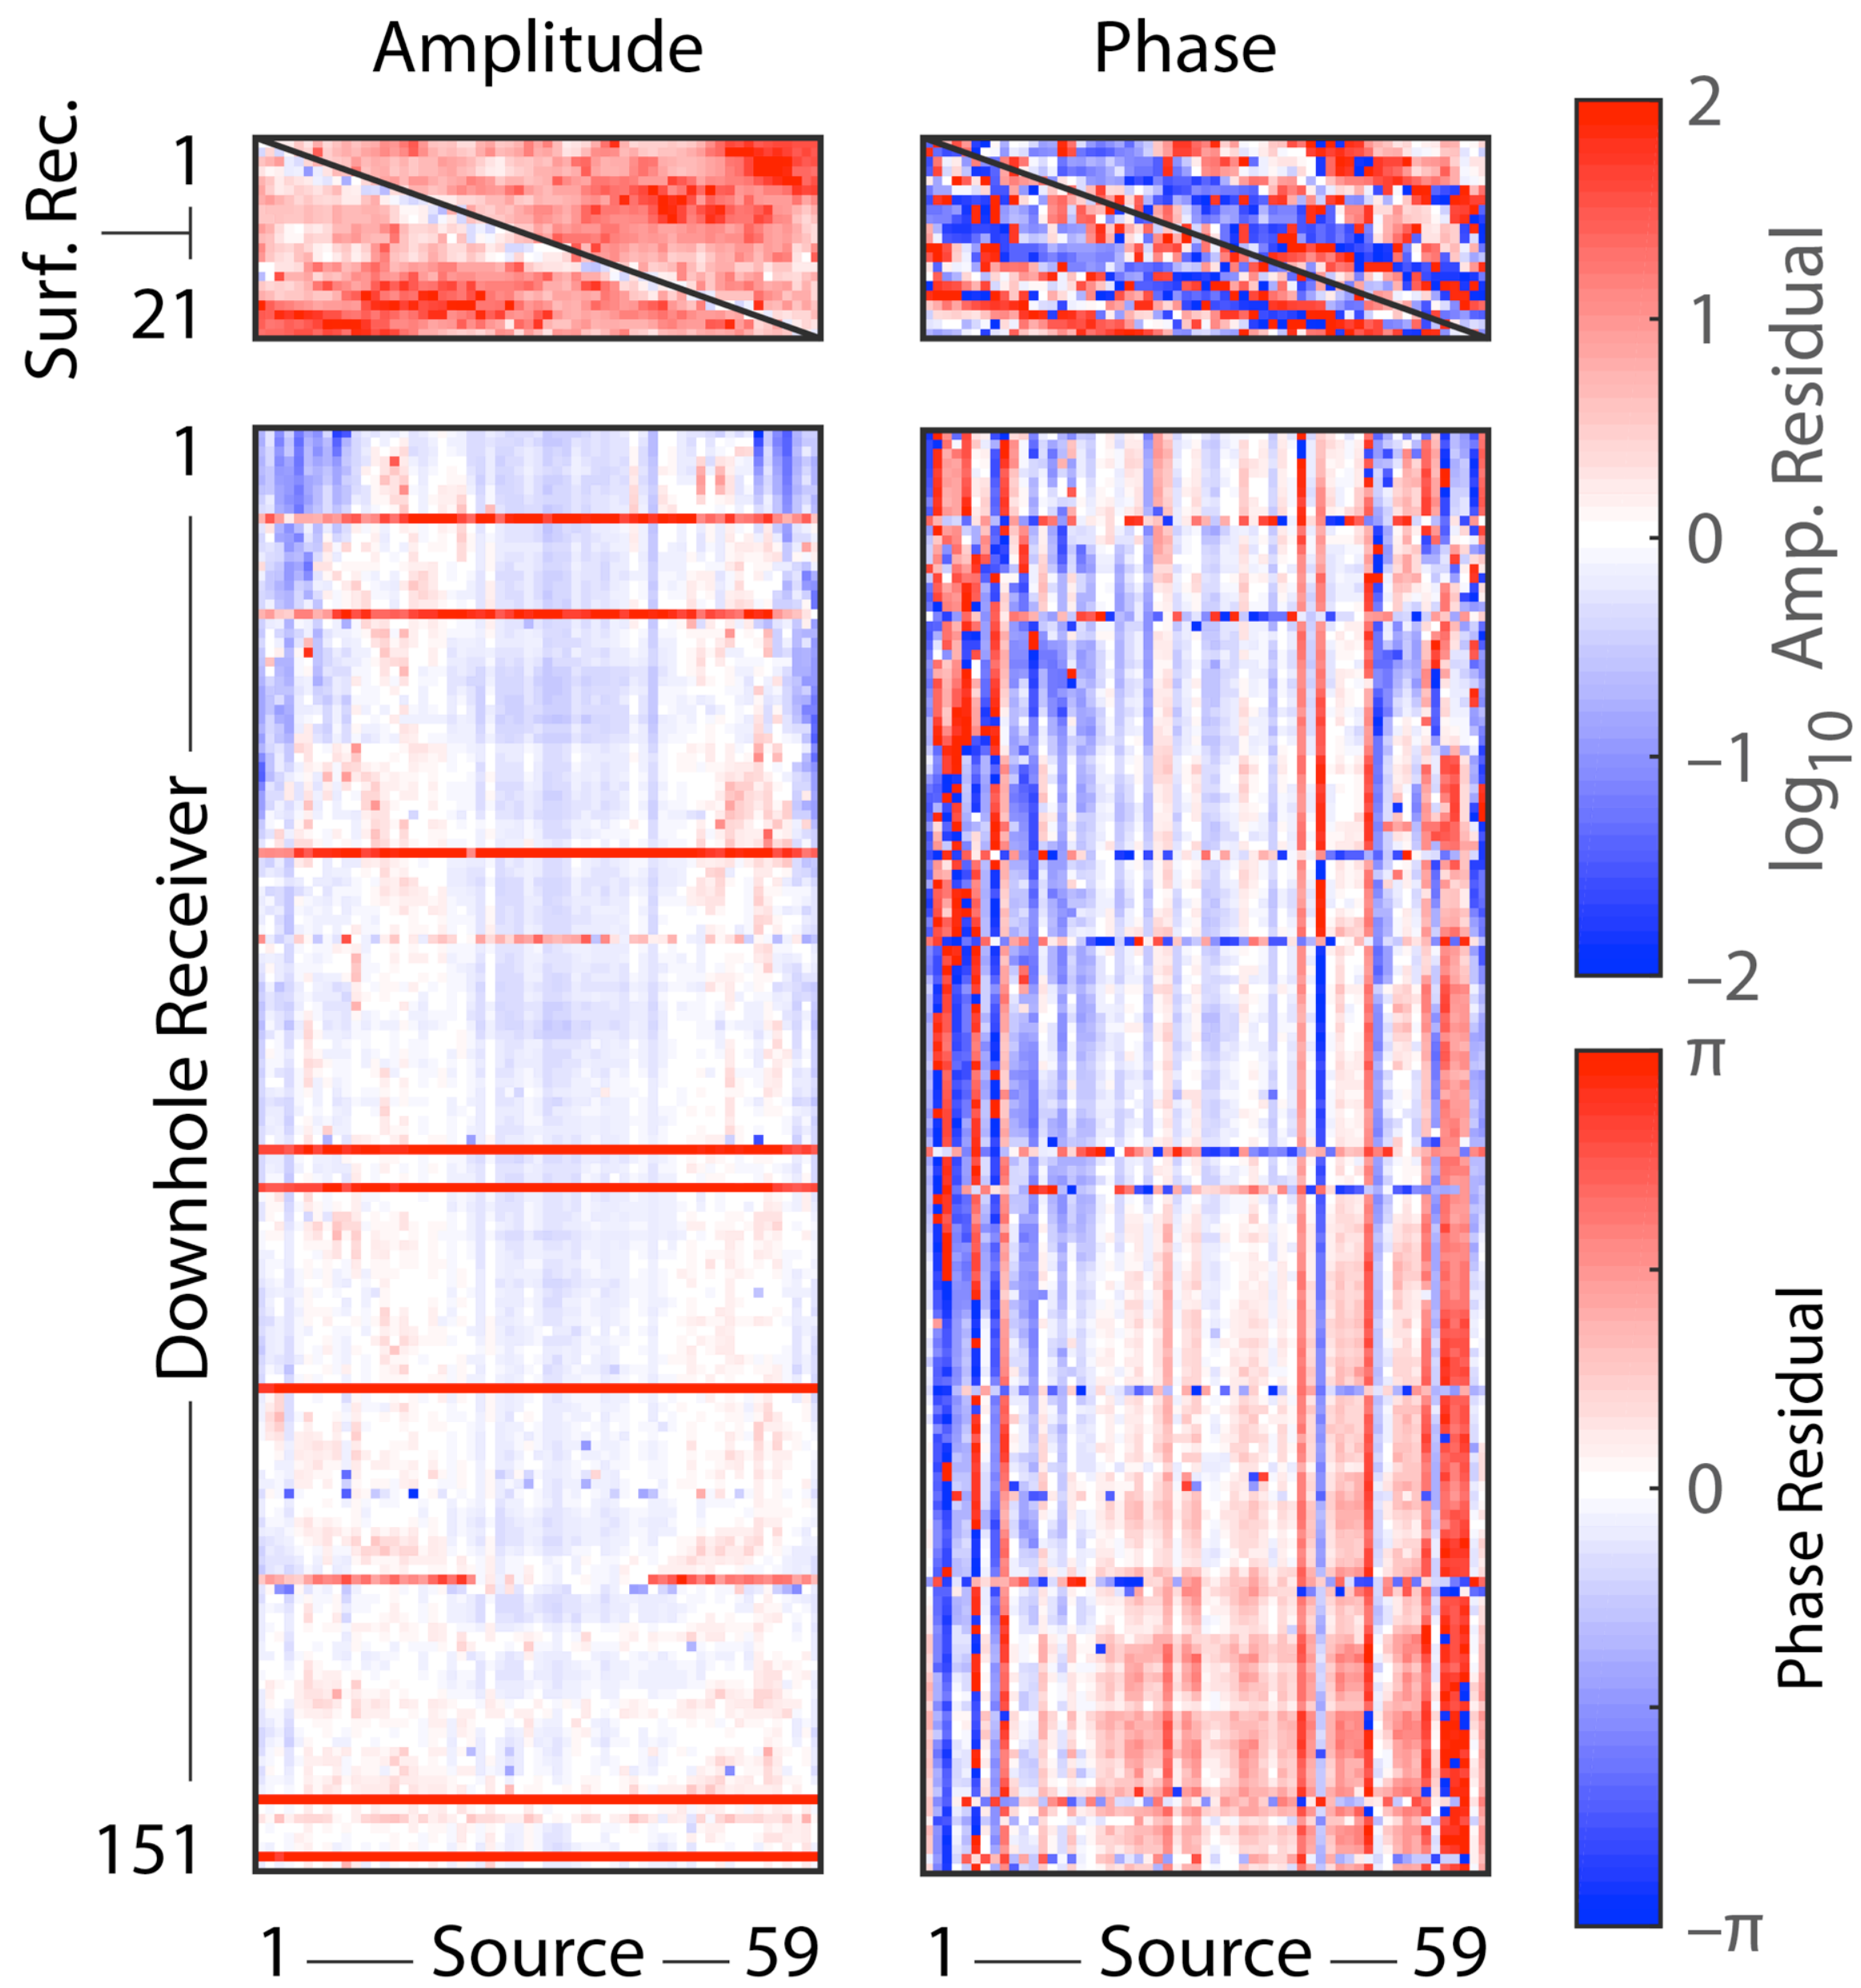 Amplitude
Phase
Surf. Rec.
1
21
Downhole Receiver
1
151
1
Source
59
1
Source
59
2
1
0
−1
−2
log10 Amp. Residual
π
0
−π
Phase Residual